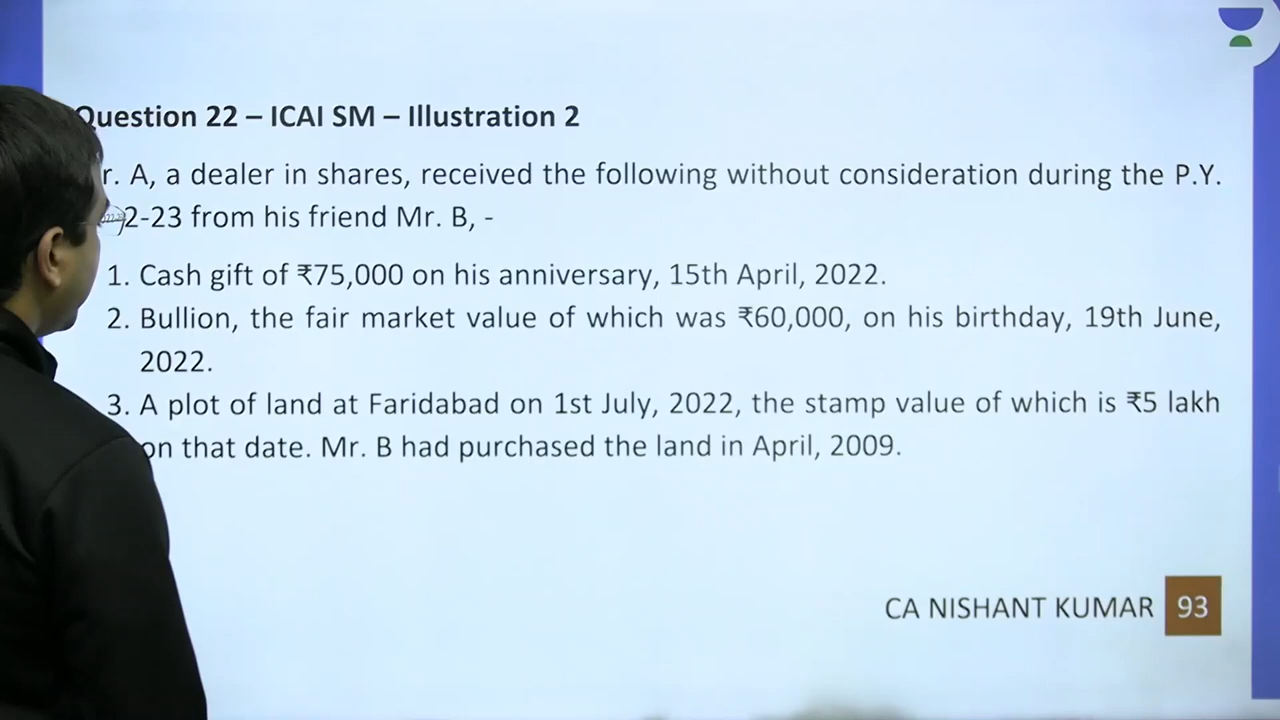 Question 22 – ICAI SM – Illustration 2
r. A, a dealer in shares, received the following without consideration during the P.Y.
2-23 from his friend Mr. B, -
1. Cash gift of ₹75,000 on his anniversary, 15th April, 2022.
2. Bullion, the fair market value of which was ₹60,000, on his birthday, 19th June,
2022.
3. A plot of land at Faridabad on 1st July, 2022, the stamp value of which is ₹5 lakh
on that date. Mr. B had purchased the land in April, 2009.
CA NISHANT KUMAR 93